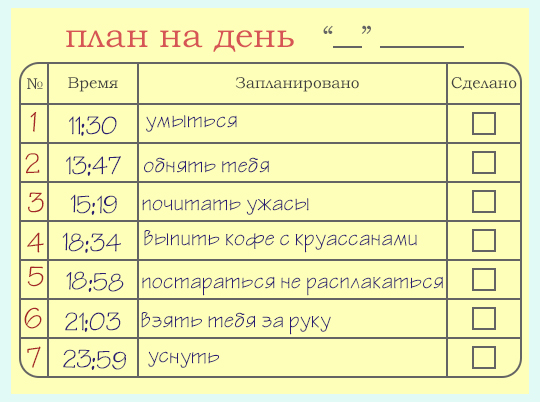 план на день “__” ________
№ Время Запланировано Сделано
1 11:30 умыться
2 13:47 обнять тебя
3 15:19 почитать ужасы
4 18:34 выпить кофе с круассанами
5 18:58 постараться не расплакаться
6 21:03 взять тебя за руку
7 23:59 уснуть